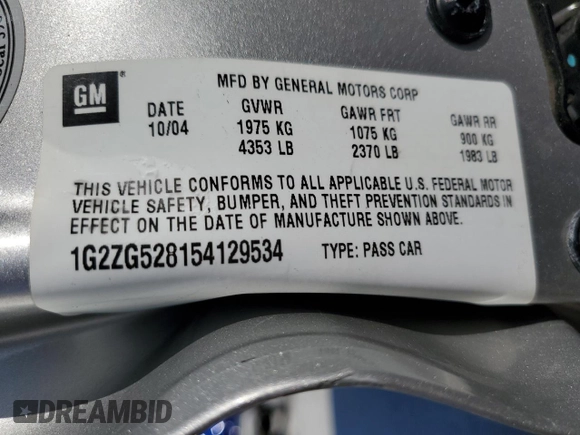 GM
MFD BY GENERAL MOTORS CORP
DATE GVWR GAWR FRT GAWR RR
10/04 1975 KG 1075 KG 900 KG
4353 LB 2370 LB 1983 LB
THIS VEHICLE CONFORMS TO ALL APPLICABLE U.S. FEDERAL MOTOR
VEHICLE SAFETY, BUMPER, AND THEFT PREVENTION STANDARDS IN
EFFECT ON THE DATE OF MANUFACTURE SHOWN ABOVE.
1G2ZG528154129534 TYPE: PASS CAR
DREAMBID